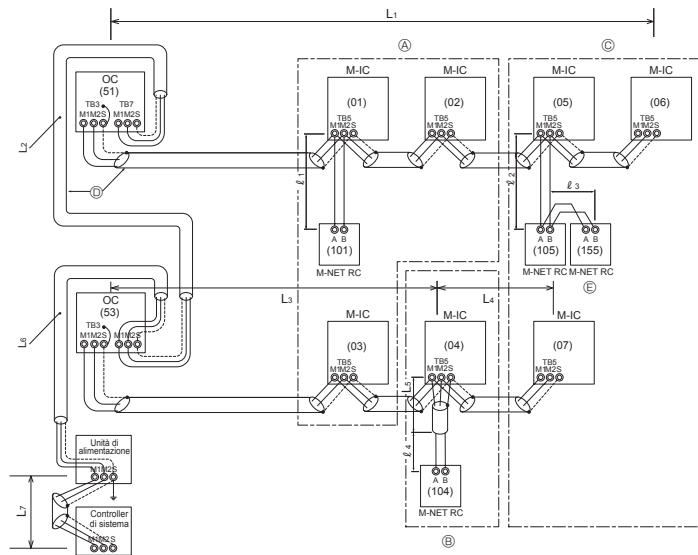 L1
Ⓐ
Ⓒ
OC
(51)
TB3
TB7
M1M2S
M1M2S
M-IC
(01)
TB5
M1M2S
M-IC
(02)
TB5
M1M2S
M-IC
(05)
TB5
M1M2S
M-IC
(06)
TB5
M1M2S
L2
Ⓓ
ℓ1
ℓ2
ℓ3
A B
(101)
M-NET RC
A B
(105)
M-NET RC
A B
(155)
M-NET RC
Ⓔ
L3
L4
OC
(53)
TB3
M1M2S
M1M2S
M-IC
(03)
TB5
M1M2S
M-IC
(04)
TB5
M1M2S
M-IC
(07)
TB5
M1M2S
L6
L5
ℓ4
A B
(104)
M-NET RC
Ⓑ
Unità di
alimentazione
M1M2S
L7
Controller
di sistema
M1M2S